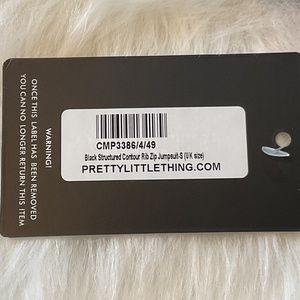 WARNING!
ONCE THIS LABEL HAS BEEN REMOVED
YOU CAN NO LONGER RETURN THIS ITEM
CMP3386/4/49
Black Structured Contour Rib Zip Jumpsuit-S (UK size)
PRETTYLITTLETHING.COM